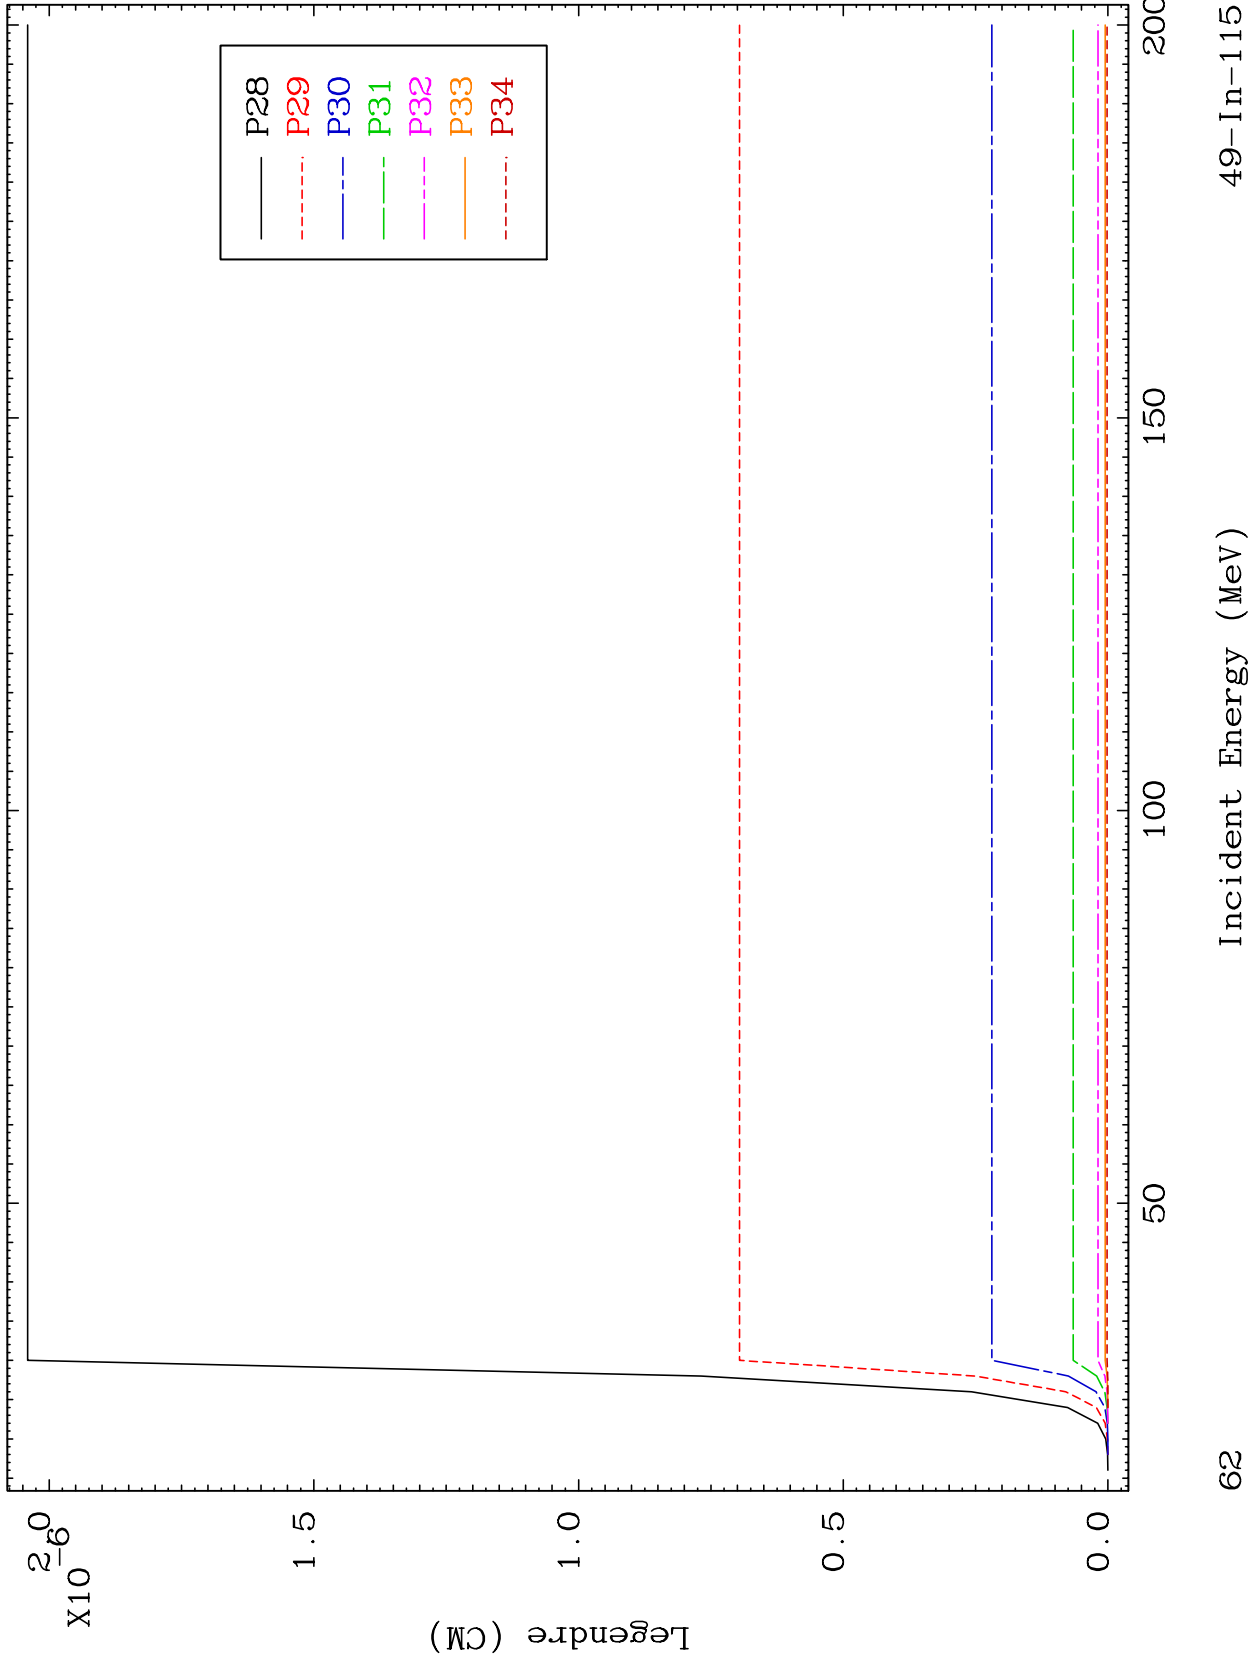 X10
-6
2.0
1.5
1.0
0.5
0.0
Legendre (CM)
P28
P29
P30
P31
P32
P33
P34
50
100
150
200
Incident Energy (MeV)
62
49-In-115